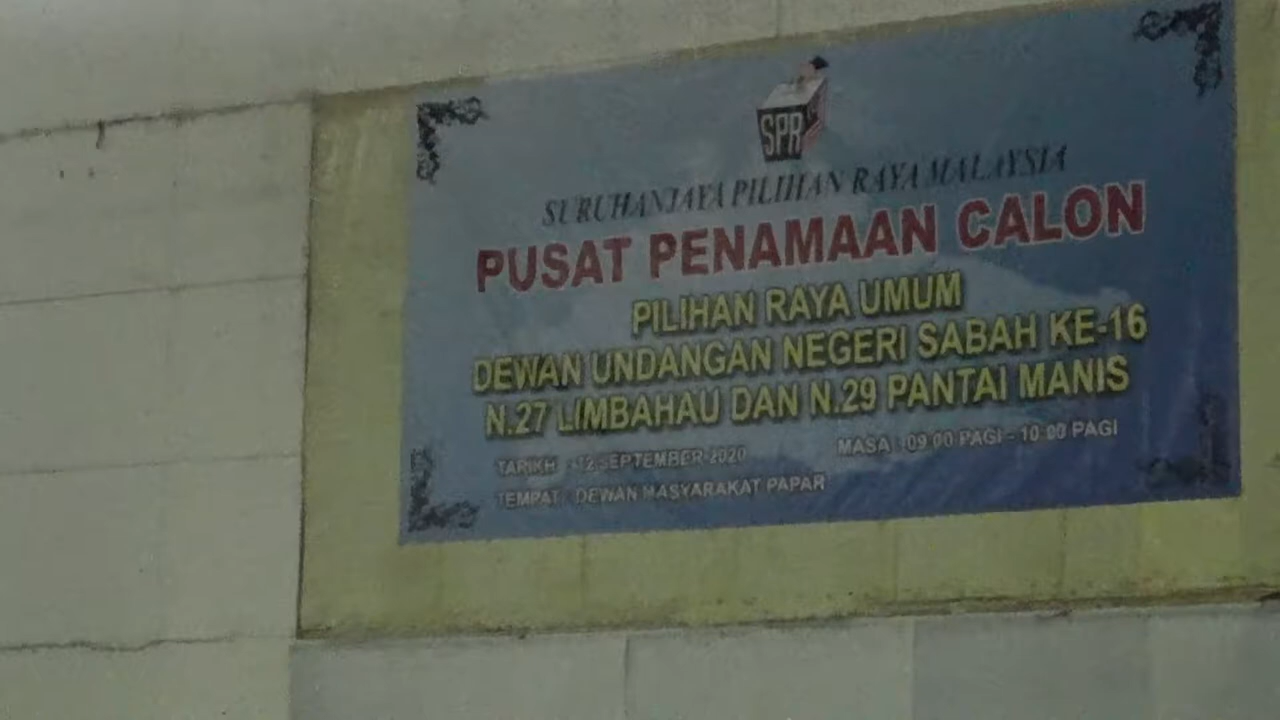 SPR
SURUHANJAYA PILIHAN RAYA MALAYSIA
PUSAT PENAMAAN CALON
PILIHAN RAYA UMUM
DEWAN UNDANGAN NEGERI SABAH KE-16
N.27 LIMBAHAU DAN N.29 PANTAI MANIS
TARIKH : 12 SEPTEMBER 2020 MASA : 09.00 PAGI - 10.00 PAGI
TEMPAT : DEWAN MASYARAKAT PAPAR